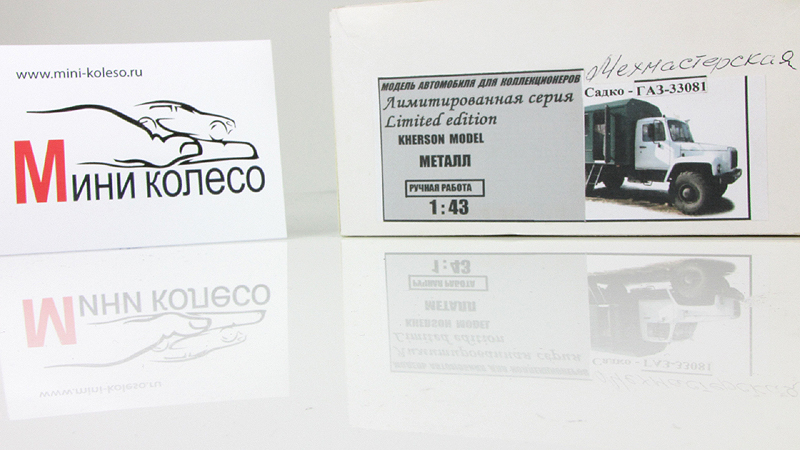 www.mini-koleso.ru
Мини колесо
Мехмастерская
МОДЕЛЬ АВТОМОБИЛЯ ДЛЯ КОЛЛЕКЦИОНЕРОВ
Лимитированная серия
Limited edition
KHERSON MODEL
МЕТАЛЛ
РУЧНАЯ РАБОТА
1:43
Садко - ГАЗ-33081